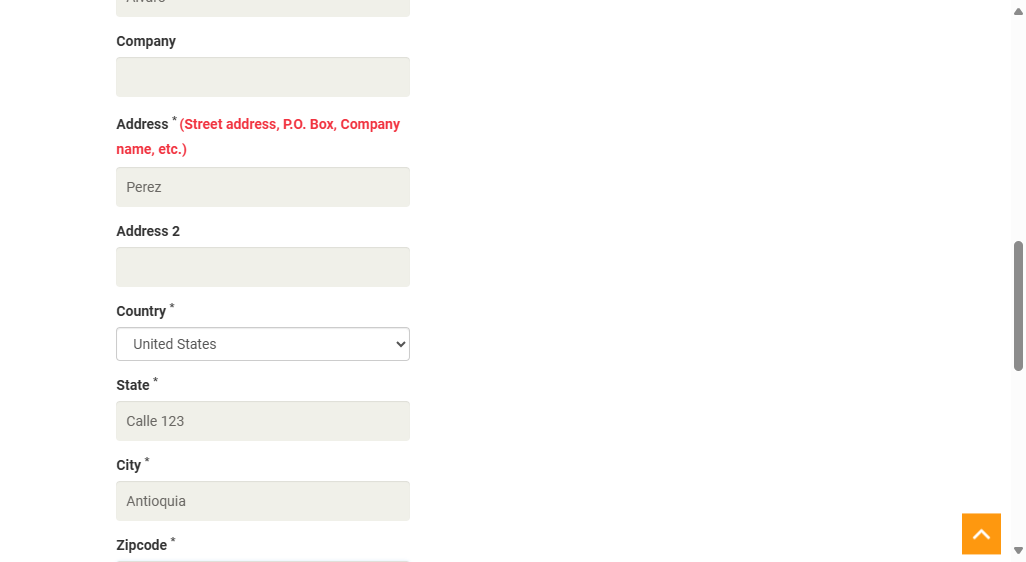 Company
Address * (Street address, P.O. Box, Company
name, etc.)
Perez
Address 2
Country *
United States
State *
Calle 123
City *
Antioquia
Zipcode *